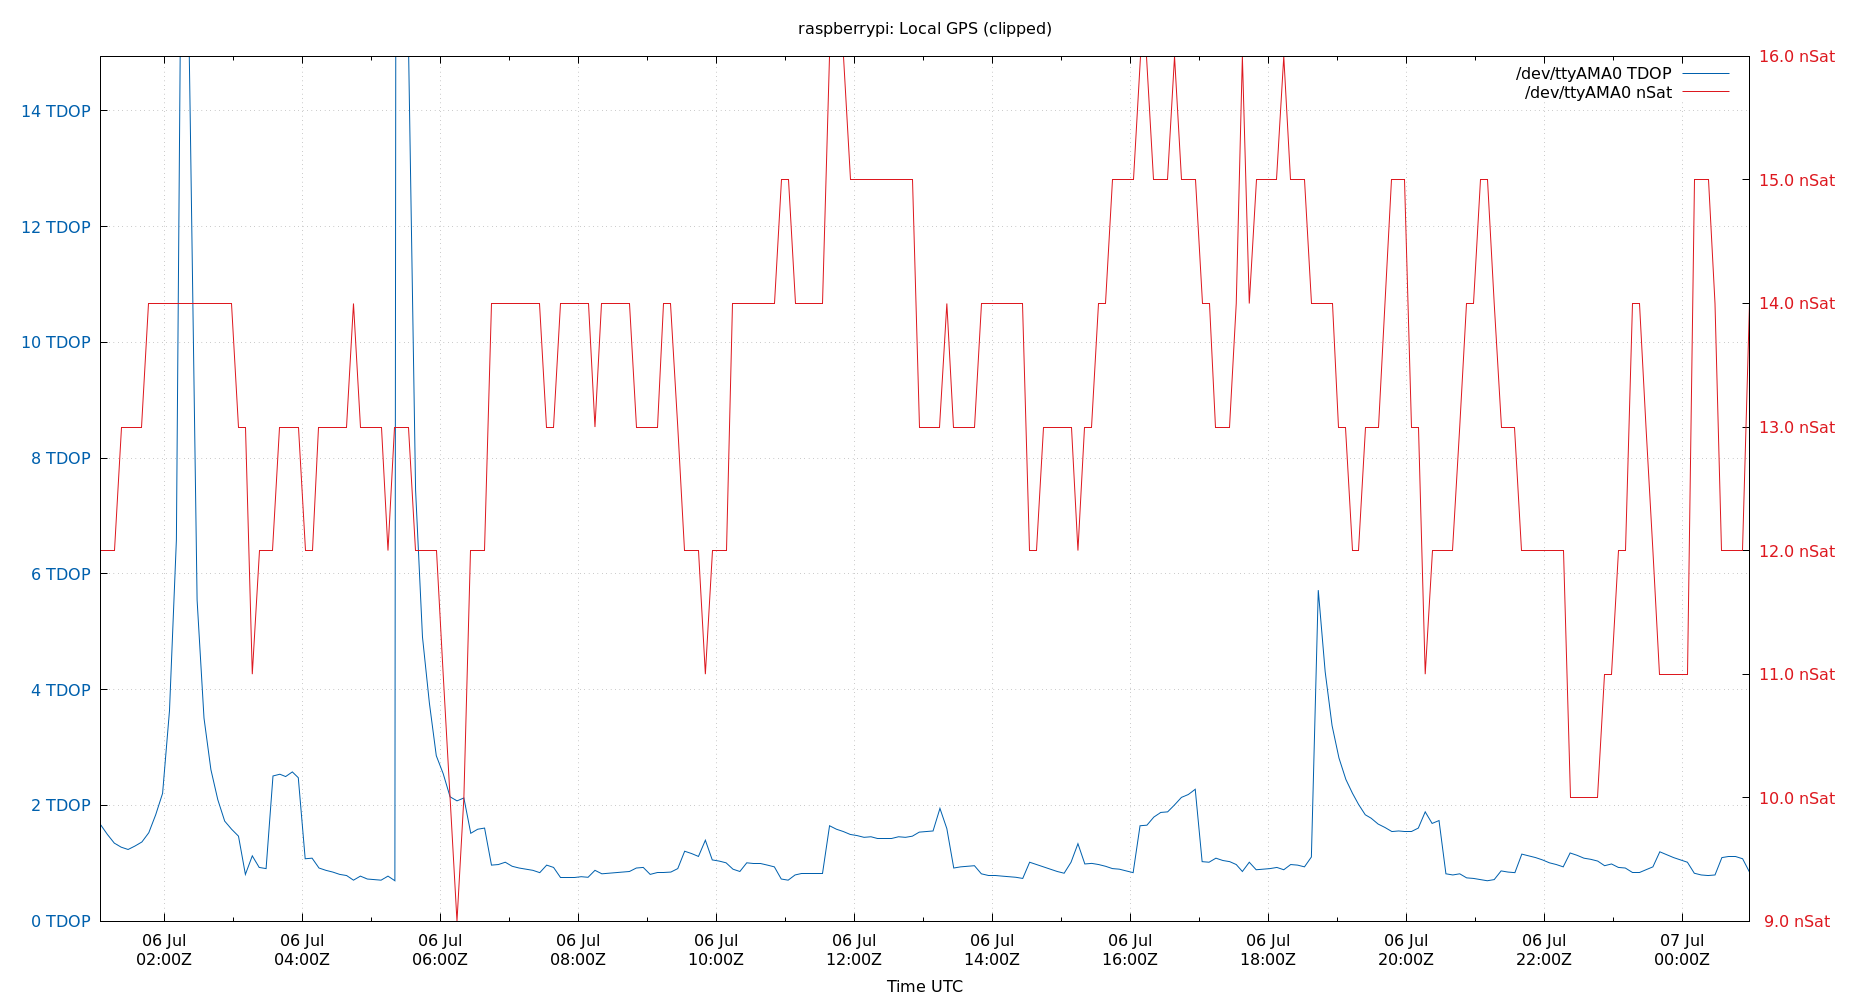 raspberrypi: Local GPS (clipped)
/dev/ttyAMA0 TDOP
/dev/ttyAMA0 nSat
14 TDOP
12 TDOP
10 TDOP
8 TDOP
6 TDOP
4 TDOP
2 TDOP
0 TDOP
16.0 nSat
15.0 nSat
14.0 nSat
13.0 nSat
12.0 nSat
11.0 nSat
10.0 nSat
9.0 nSat
06 Jul 06 Jul 06 Jul 06 Jul 06 Jul 06 Jul 06 Jul 06 Jul 06 Jul 06 Jul 06 Jul 07 Jul
02:00Z 04:00Z 06:00Z 08:00Z 10:00Z 12:00Z 14:00Z 16:00Z 18:00Z 20:00Z 22:00Z 00:00Z
Time UTC